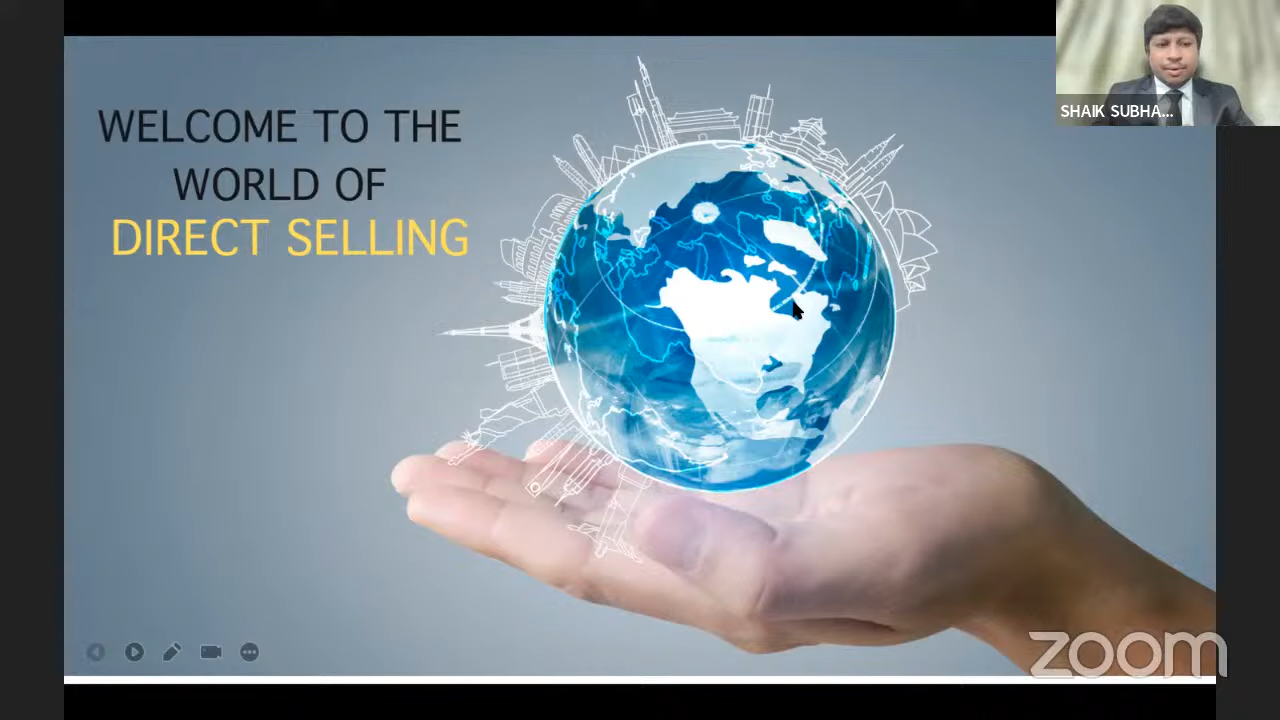 WELCOME TO THE
WORLD OF
DIRECT SELLING
SHAIK SUBHA...
zoom